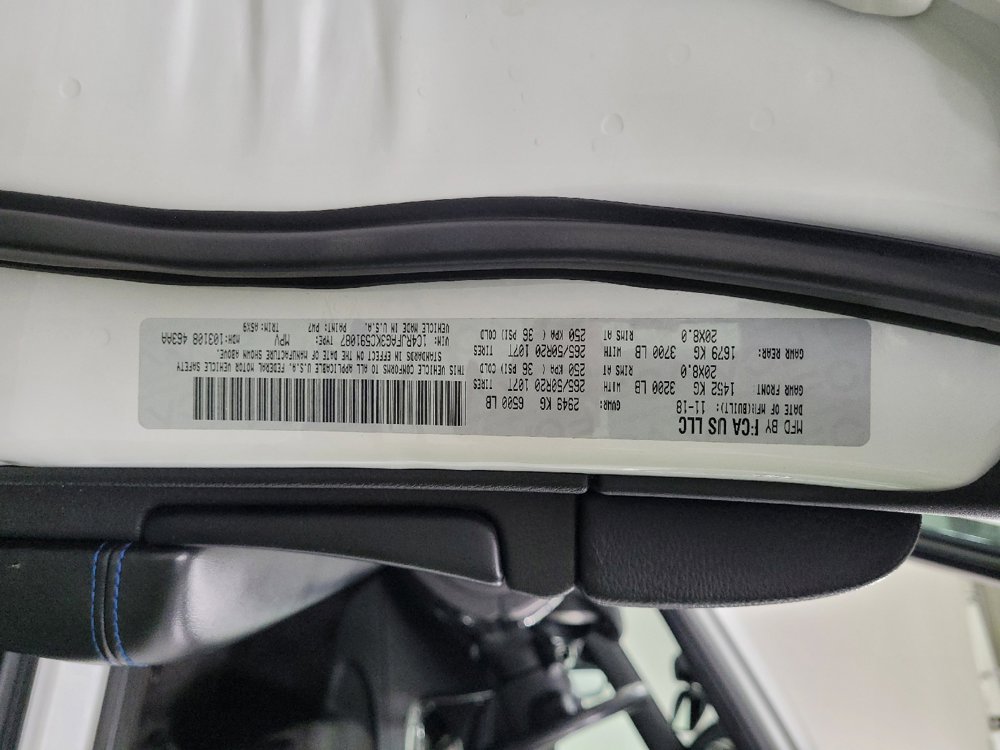 MFD BY FCA US LLC
DATE OF MFR(BUILT): 11-18 GVWR: 2949 KG 6500 LB
GAWR FRONT 1452 KG 3200 LB WITH 265/50R20 107T TIRES
RIMS AT 20X8.0 250 KPA ( 36 PSI) COLD
GAWR REAR: 1679 KG 3700 LB WITH 265/50R20 107T TIRES
RIMS AT 20X8.0 250 KPA ( 36 PSI) COLD
THIS VEHICLE CONFORMS TO ALL APPLICABLE U.S.A. FEDERAL MOTOR VEHICLE SAFETY
STANDARDS IN EFFECT ON THE DATE OF MANUFACTURE SHOWN ABOVE.
VIN: 1C4RJFAG3KC591087 TYPE: MPV MDH:103108 463AA
VEHICLE MADE IN U.S.A. PAINT: PW7 TRIM: A5X9